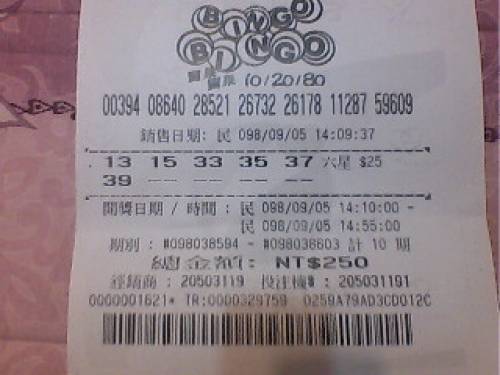 BINGO
BINGO
賓果 賓果 10/20/80
00394 08640 28521 26732 26178 11287 59609
銷售日期: 民 098/09/05 14:09:37
13 15 33 35 37 六星 $25
39 -- -- -- --
開獎日期 / 時間 : 民 098/09/05 14:10:00 -
民 098/09/05 14:55:00
期別 : #098038594 - #098038603 計 10 期
總金額: NT$250
經銷商 : 20503119 投注機# : 205031191
0000001621* TR:0000329759 0259A79AD3CD012C